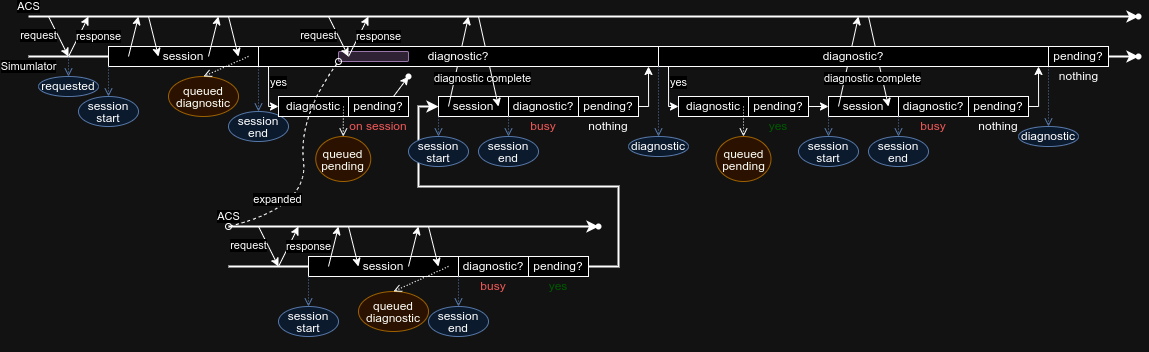 ACS
request
response
request
response
Simumlator
session
diagnostic?
diagnostic?
pending?
nothing
requested
session
start
queued
diagnostic
yes
session
end
diagnostic
pending?
on session
queued
pending
diagnostic complete
session
diagnostic?
pending?
busy
nothing
session
start
session
end
diagnostic
yes
diagnostic
pending?
yes
queued
pending
diagnostic complete
session
diagnostic?
pending?
busy
nothing
session
start
session
end
diagnostic
expanded
ACS
request
response
session
diagnostic?
pending?
busy
yes
session
start
queued
diagnostic
session
end